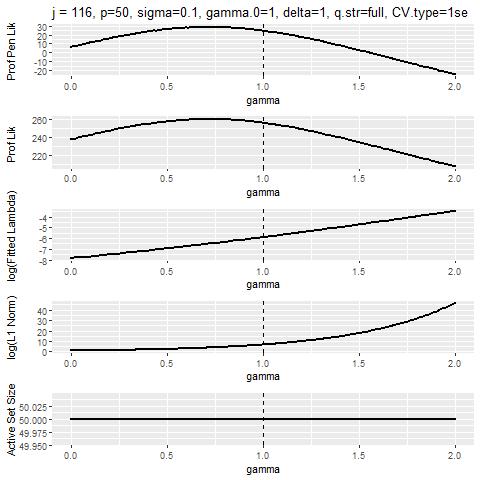 j = 116, p=50, sigma=0.1, gamma.0=1, delta=1, q.str=full, CV.type=1se
Prof Pen Lik
30
20
10
0
-20
0.0 0.5 1.0 1.5 2.0
gamma
Prof Lik
260
240
220
0.0 0.5 1.0 1.5 2.0
gamma
log(Fitted Lambda)
-4
-5
-6
-7
-8
0.0 0.5 1.0 1.5 2.0
gamma
log(L1 Norm)
40
30
20
10
0
0.0 0.5 1.0 1.5 2.0
gamma
Active Set Size
50.025
50.000
49.975
49.950
0.0 0.5 1.0 1.5 2.0
gamma